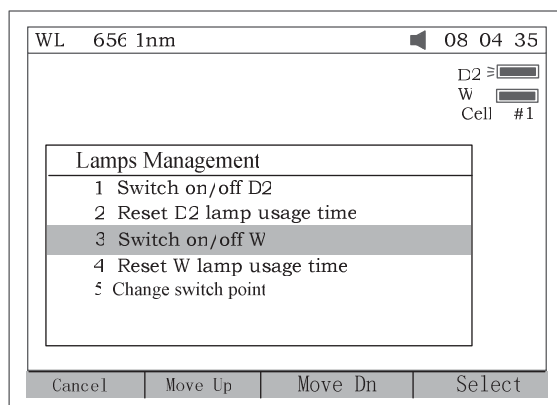 WL 656 1nm 08 04 35
D2
W
Cell #1
Lamps Management
1 Switch on/off D2
2 Reset D2 lamp usage time
3 Switch on/off W
4 Reset W lamp usage time
5 Change switch point
Cancel Move Up Move Dn Select